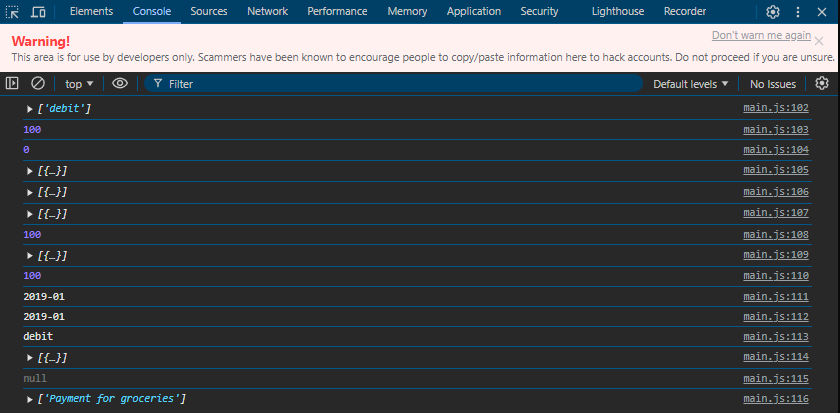 Elements Console Sources Network Performance Memory Application Security Lighthouse Recorder
Warning! Don't warn me again
This area is for use by developers only. Scammers have been known to encourage people to copy/paste information here to hack accounts. Do not proceed if you are unsure.
top Filter Default levels No Issues
['debit'] main.js:102
100 main.js:103
0 main.js:104
[{…}] main.js:105
[{…}] main.js:106
[{…}] main.js:107
100 main.js:108
[{…}] main.js:109
100 main.js:110
2019-01 main.js:111
2019-01 main.js:112
debit main.js:113
[{…}] main.js:114
null main.js:115
['Payment for groceries'] main.js:116